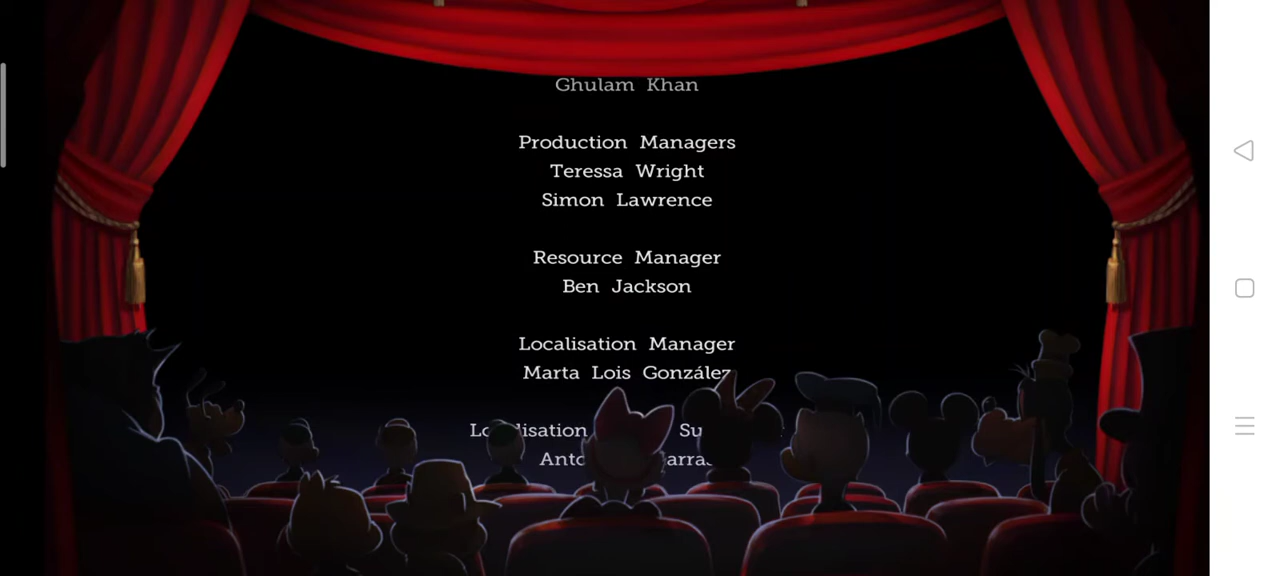 Ghulam Khan
Production Managers
Teressa Wright
Simon Lawrence
Resource Manager
Ben Jackson
Localisation Manager
Marta Lois González